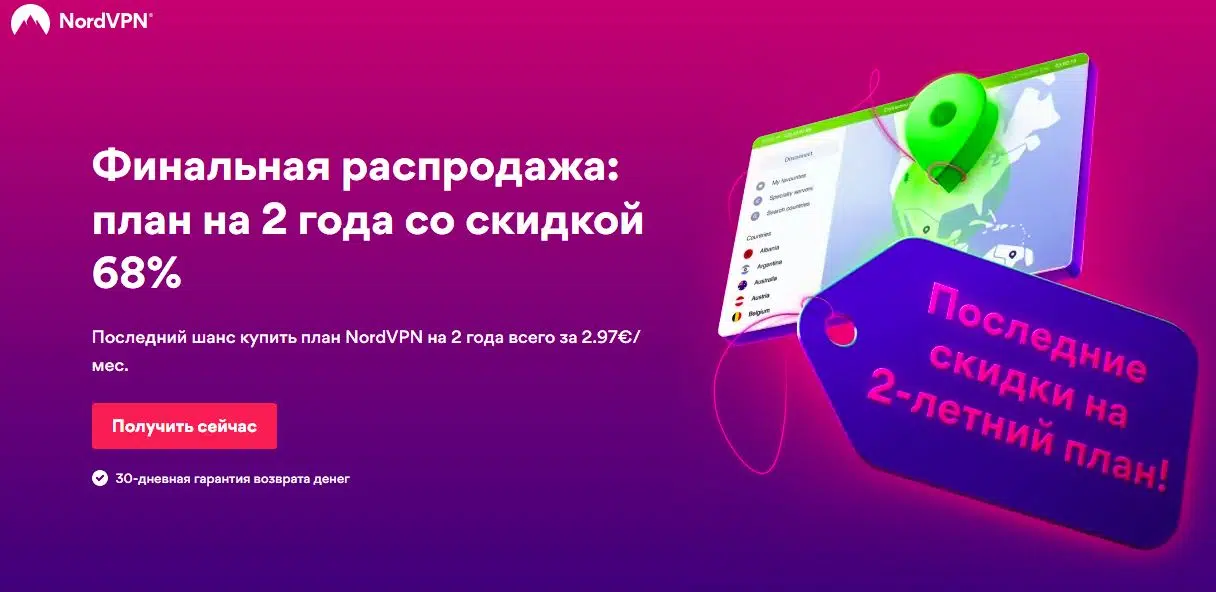 NordVPN®
Финальная распродажа:
план на 2 года со скидкой
68%
Последний шанс купить план NordVPN на 2 года всего за 2.97€/
мес.
Получить сейчас
30-дневная гарантия возврата денег
Disconnect
My favourites
Specialty servers
Search countries
Countries
Albania
Argentina
Australia
Austria
Belgium
Последние
скидки на
2-летний план!